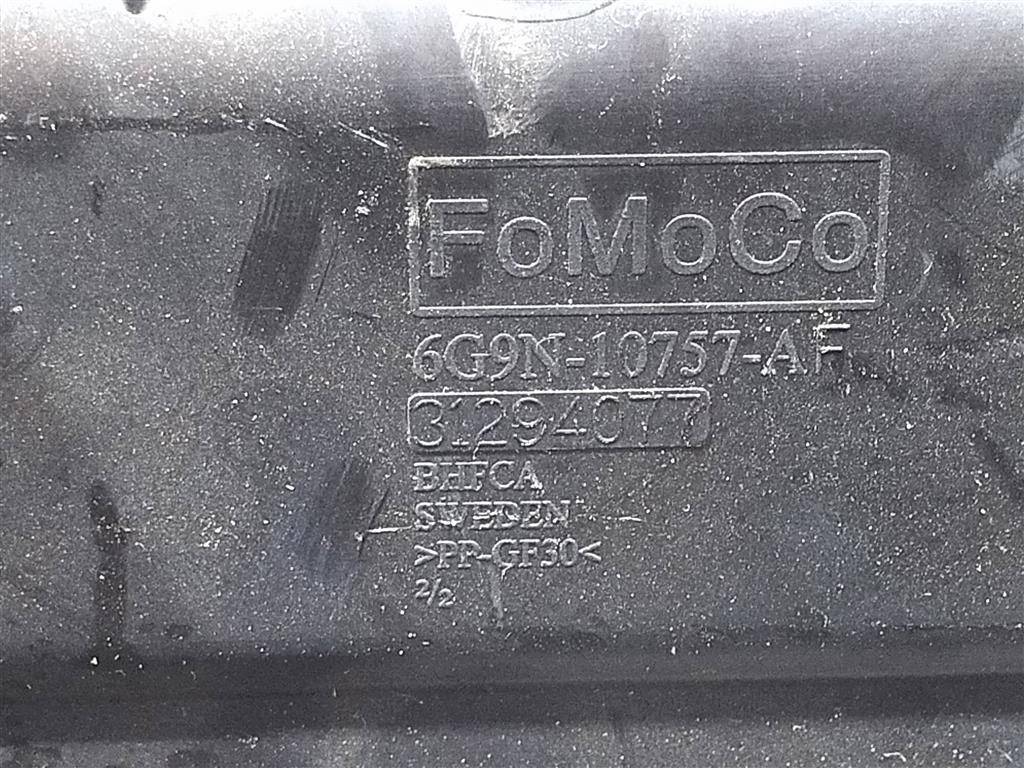 FoMoCo
6G9N-10757-AF
31294077
BHFCA
SWEDEN
>PP-GF30<
2/2